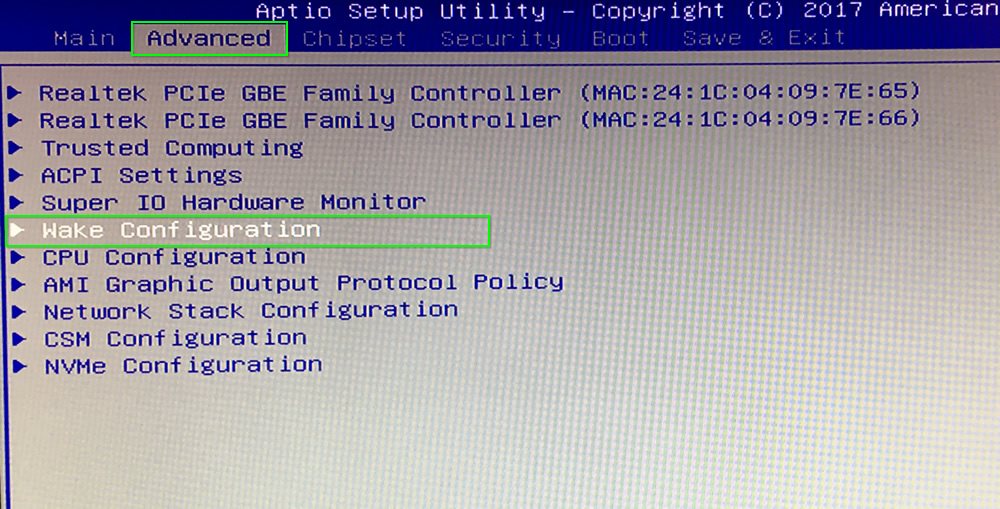 Aptio Setup Utility - Copyright (C) 2017 American
Main Advanced Chipset Security Boot Save & Exit
Realtek PCIe GBE Family Controller (MAC:24:1C:04:09:7E:65)
Realtek PCIe GBE Family Controller (MAC:24:1C:04:09:7E:66)
Trusted Computing
ACPI Settings
Super IO Hardware Monitor
Wake Configuration
CPU Configuration
AMI Graphic Output Protocol Policy
Network Stack Configuration
CSM Configuration
NVMe Configuration